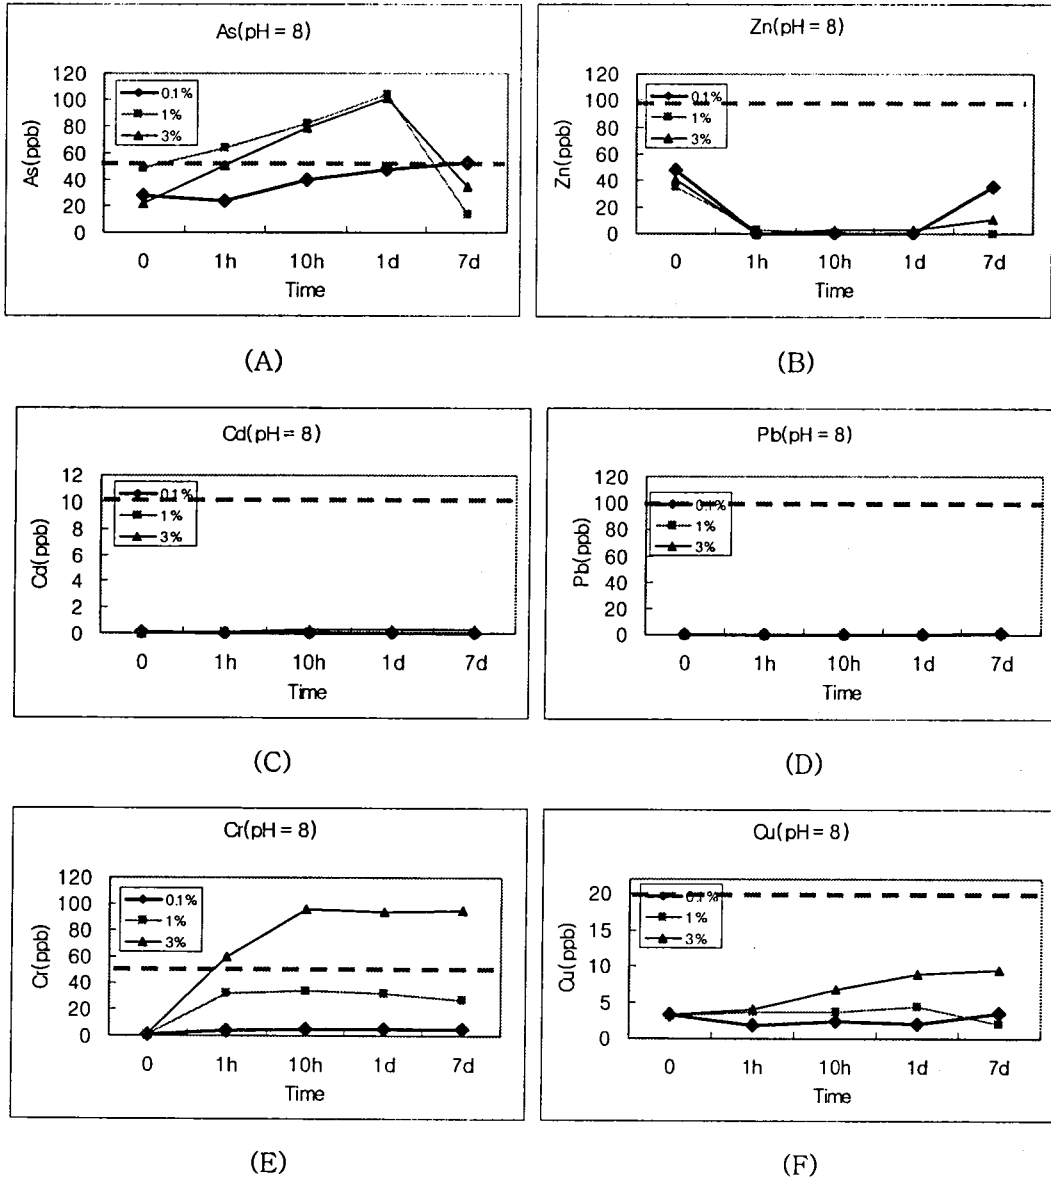 As(pH = 8)
120
100
80
60
40
20
0
As(ppb)
0.1%
1%
3%
0 1h 10h 1d 7d
Time
(A)
Zn(pH = 8)
120
100
80
60
40
20
0
Zn(ppb)
0.1%
1%
3%
0 1h 10h 1d 7d
Time
(B)
Cd(pH = 8)
12
10
8
6
4
2
0
Cd(ppb)
0.1%
1%
3%
0 1h 10h 1d 7d
Time
(C)
Pb(pH = 8)
120
100
80
60
40
20
0
Pb(ppb)
0.1%
1%
3%
0 1h 10h 1d 7d
Time
(D)
Cr(pH = 8)
120
100
80
60
40
20
0
Cr(ppb)
0.1%
1%
3%
0 1h 10h 1d 7d
Time
(E)
Cu(pH = 8)
20
15
10
5
0
Cu(ppb)
0.1%
1%
3%
0 1h 10h 1d 7d
Time
(F)